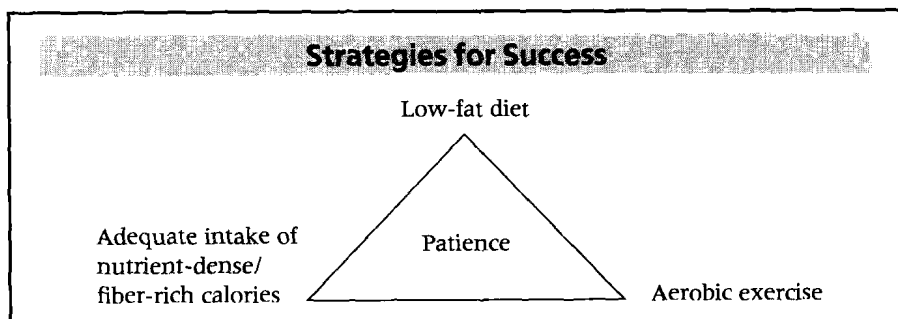 Strategies for Success
Low-fat diet
Adequate intake of
nutrient-dense/
fiber-rich calories
Patience
Aerobic exercise